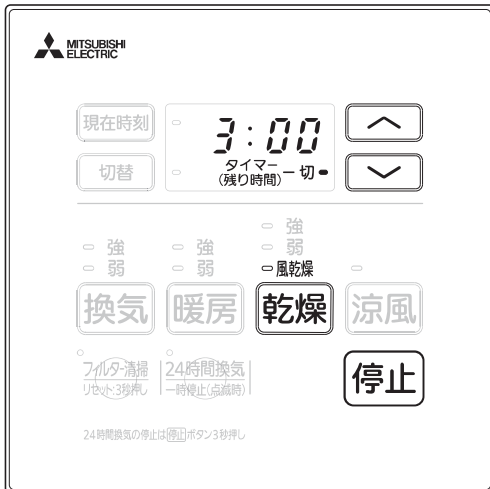 MITSUBISHI
ELECTRIC
現在時刻
3:00
切替
タイマー
(残り時間)
切
強
強
強
弱
弱
弱
風乾燥
換気
暖房
乾燥
涼風
フィルター清掃
リセット:3秒押し
24時間換気
一時停止(点滅時)
停止
24時間換気の停止は停止ボタン3秒押し